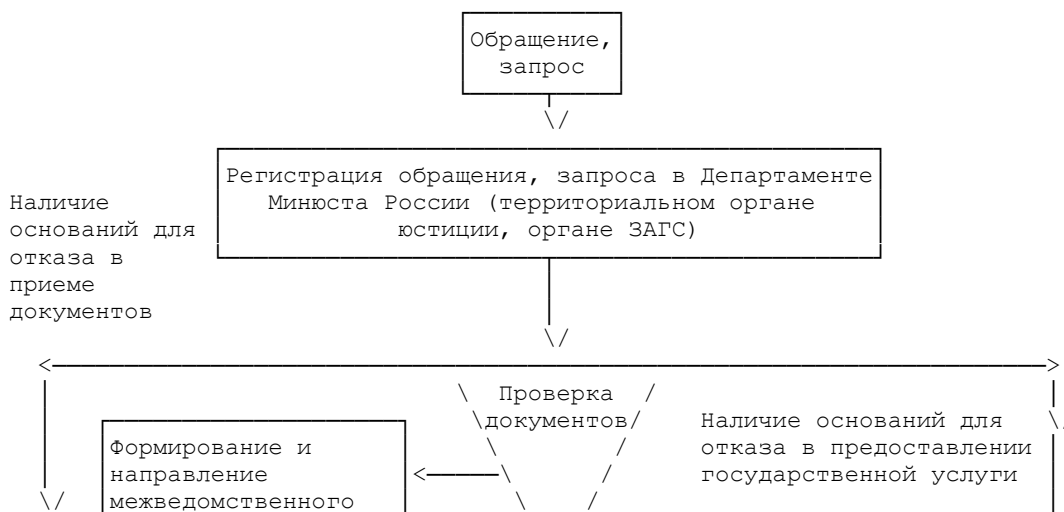 Обращение,
запрос
Регистрация обращения, запроса в Департаменте
Минюста России (территориальном органе
юстиции, органе ЗАГС)
Наличие
оснований для
отказа в
приеме
документов
Проверка
документов
Наличие оснований для
отказа в предоставлении
государственной услуги
Формирование и
направление
межведомственного